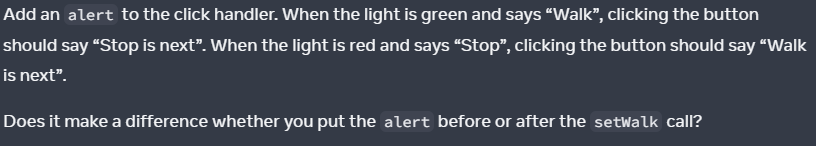 Add an alert to the click handler. When the light is green and says “Walk”, clicking the button
should say “Stop is next”. When the light is red and says “Stop”, clicking the button should say “Walk
is next”.
Does it make a difference whether you put the alert before or after the setWalk call?